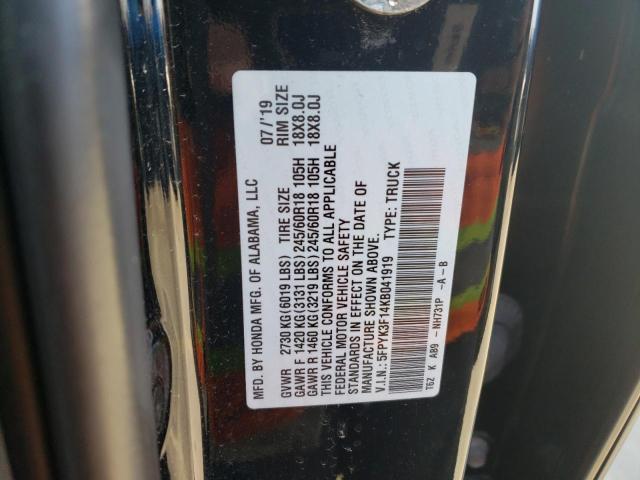 MFD. BY HONDA MFG. OF ALABAMA, LLC 07/'19
GVWR 2730 KG(6019 LBS) TIRE SIZE RIM SIZE
GAWR F 1420 KG(3131 LBS) 245/60R18 105H 18X8.0J
GAWR R 1460 KG(3219 LBS) 245/60R18 105H 18X8.0J
THIS VEHICLE CONFORMS TO ALL APPLICABLE
FEDERAL MOTOR VEHICLE SAFETY
STANDARDS IN EFFECT ON THE DATE OF
MANUFACTURE SHOWN ABOVE.
V.I.N.: 5FPYK3F14KB041919 TYPE: TRUCK
T6Z K AB9 -NH731P -A-B